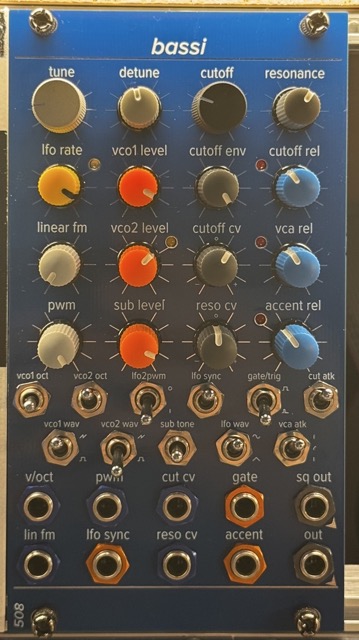 bassi
tune detune cutoff resonance
lfo rate vco1 level cutoff env cutoff rel
linear fm vco2 level cutoff cv vca rel
pwm sub level reso cv accent rel
vco1 oct vco2 oct lfo2pwm lfo sync gate/trig cut atk
vco1 wav vco2 wav sub tone lfo wav vca atk
v/oct pwm cut cv gate sq out
lin fm lfo sync reso cv accent out
508